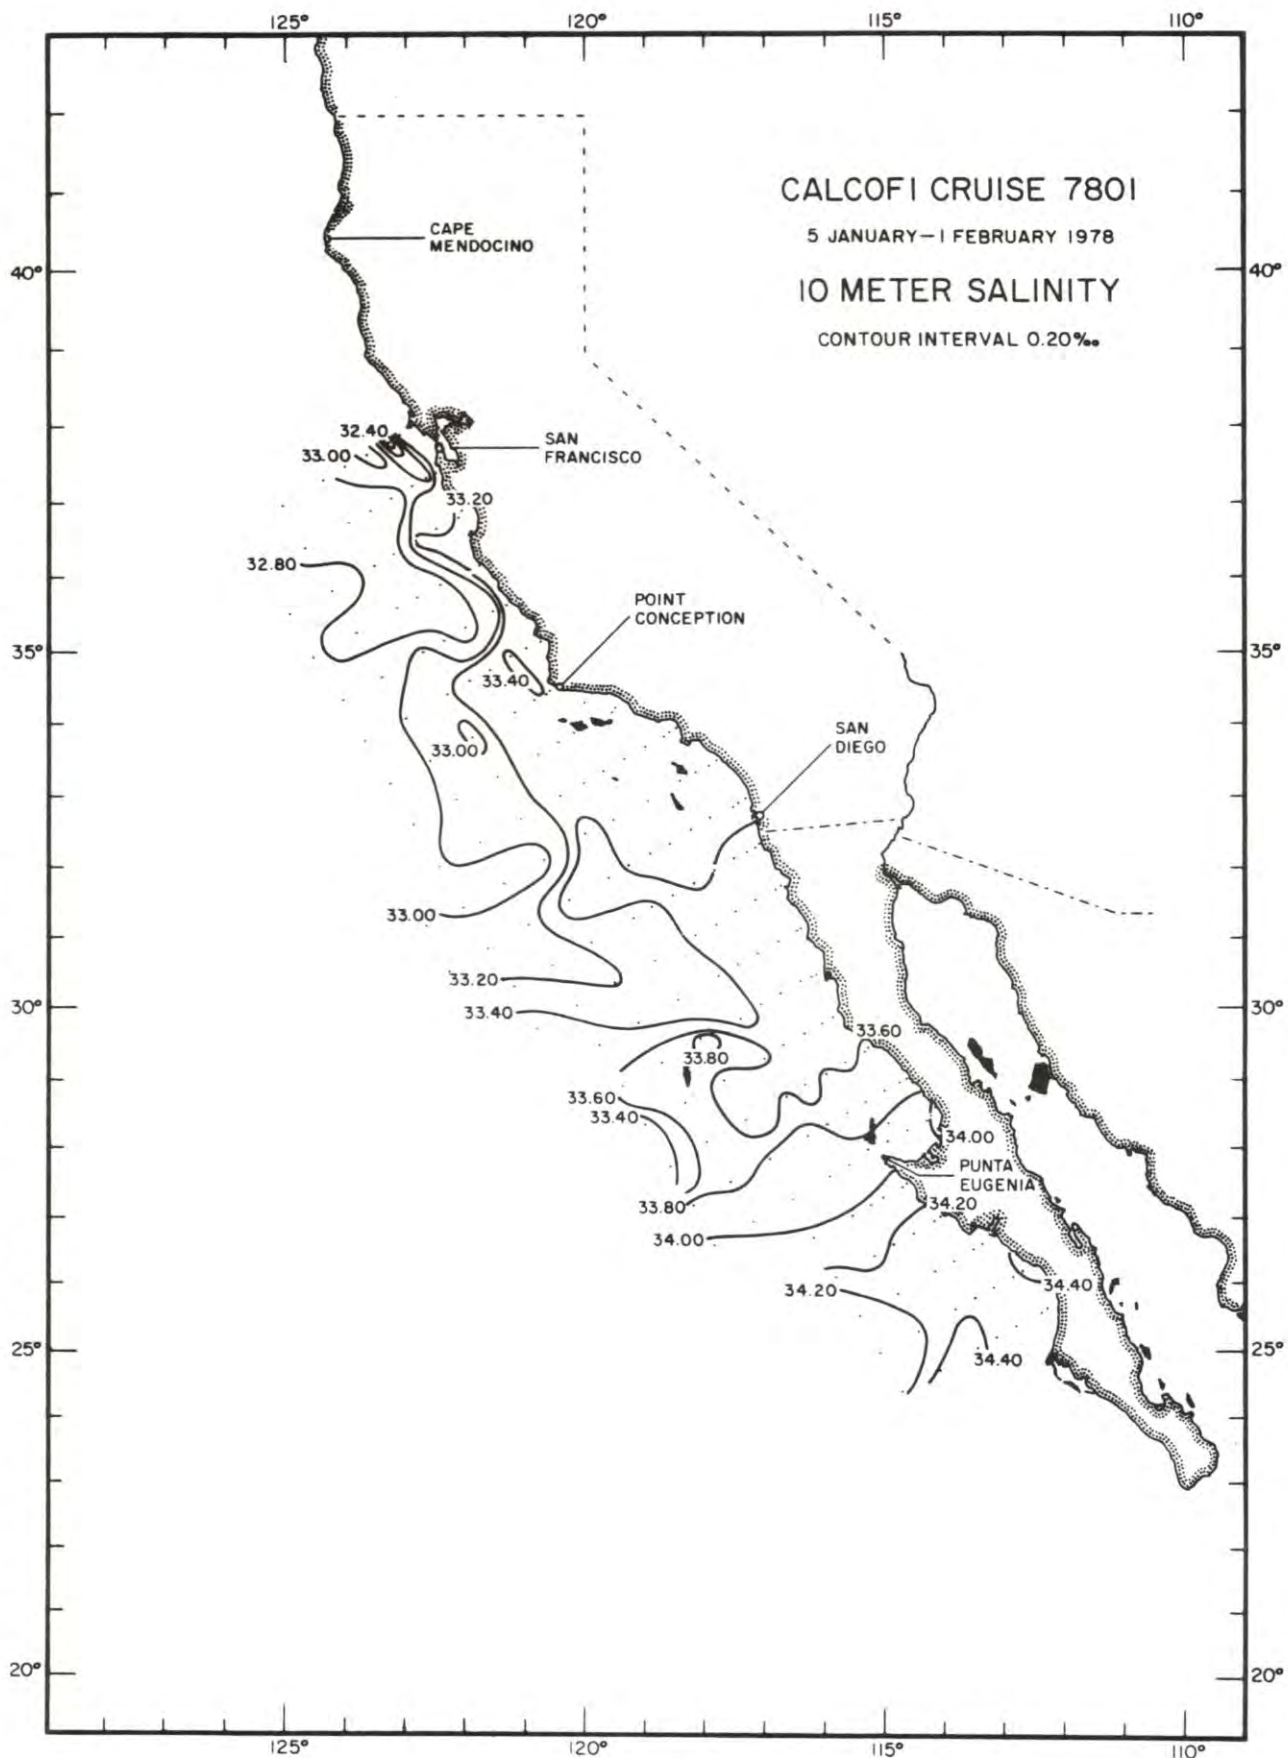 125° 120° 115° 110°
CALCOFI CRUISE 7801
5 JANUARY–1 FEBRUARY 1978
CAPE
MENDOCINO
40° 40°
10 METER SALINITY
CONTOUR INTERVAL 0.20‰
32.40
33.00
SAN
FRANCISCO
33.20
32.80
POINT
CONCEPTION
35° 35°
33.40
33.00
SAN
DIEGO
33.00
33.20
33.40
30° 30°
33.60
33.80
33.60
33.40
34.00
PUNTA
EUGENIA
34.20
33.80
34.00
34.20
34.40
25° 25°
34.40
20° 20°
125° 120° 115° 110°